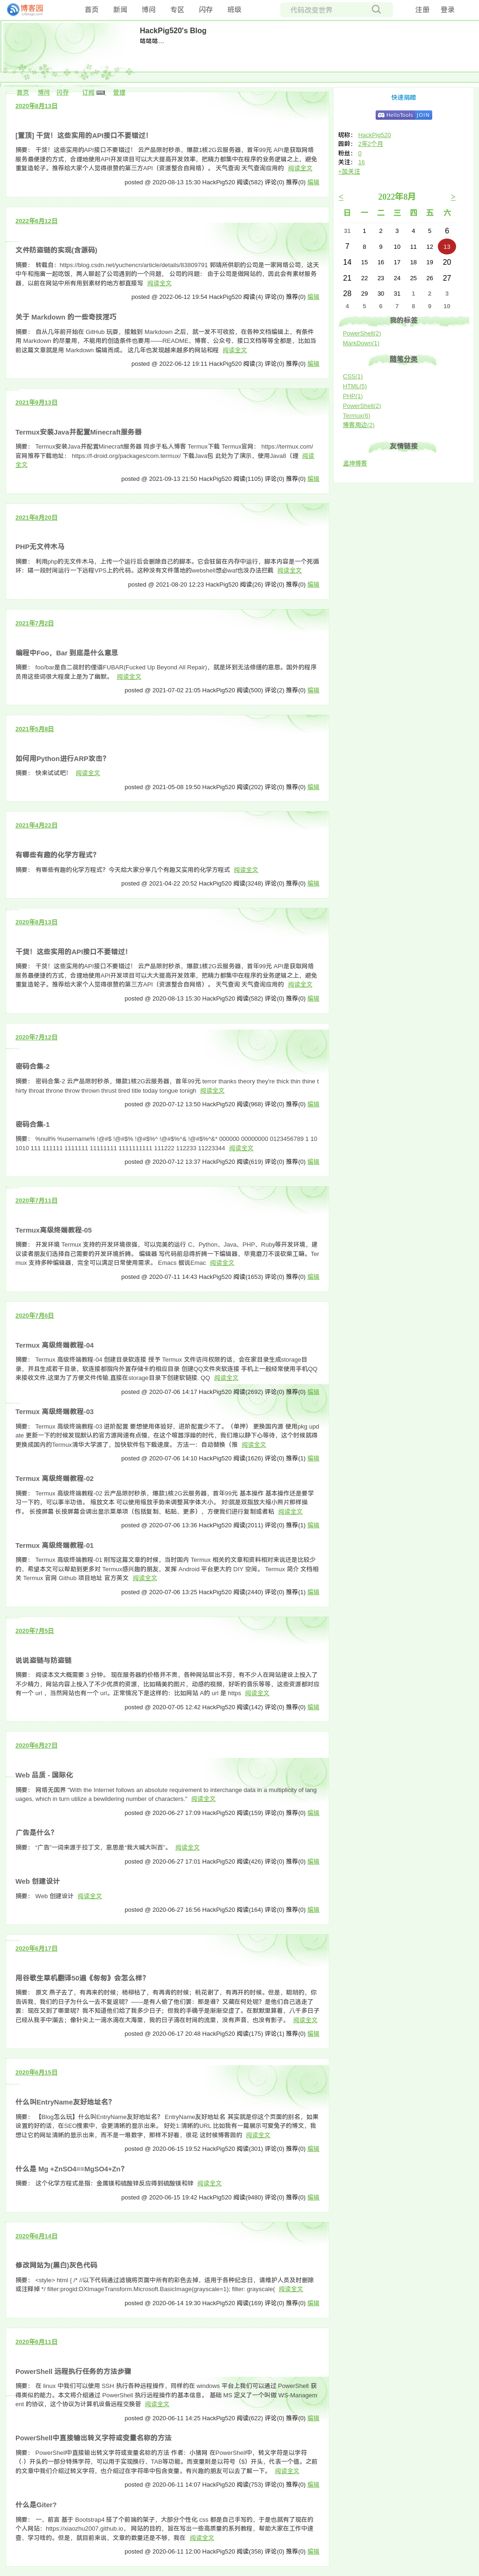 博客园
首页 新闻 博问 专区 闪存 班级
代码改变世界
注册 登录
HackPig520's Blog
咕咕咕....
首页 博问 闪存 订阅 管理
2020年8月13日
[置顶] 干货！这些实用的API接口不要错过！
摘要： 干货！这些实用的API接口不要错过！ 云产品限时秒杀，爆款1核2G云服务器，首年99元 API是获取网络
服务最便捷的方式，合理地使用API开发项目可以大大提高开发效率，把精力都集中在程序的业务逻辑之上，避免
重复造轮子。推荐给大家个人觉得很赞的第三方API（资源整合自网络）。 天气查询 天气查询应用的 阅读全文
posted @ 2020-08-13 15:30 HackPig520 阅读(582) 评论(0) 推荐(0) 编辑
2022年6月12日
文件防盗链的实现(含源码)
摘要： 转载自：https://blog.csdn.net/yuchencn/article/details/83809791 郭靖所供职的公司是一家网络公司，这天
中午和拖雷一起吃饭，两人聊起了公司遇到的一个问题， 公司的问题： 由于公司是做网站的，因此会有素材服务
器，以前在网站中所有用到素材的地方都直接写 阅读全文
posted @ 2022-06-12 19:54 HackPig520 阅读(4) 评论(0) 推荐(0) 编辑
关于 Markdown 的一些奇技淫巧
摘要： 自从几年前开始在 GitHub 玩耍，接触到 Markdown 之后，就一发不可收拾，在各种文档编辑上，有条件
用 Markdown 的尽量用，不能用的创造条件也要用——README、博客、公众号、接口文档等等全都是，比如当
前这篇文章就是用 Markdown 编辑而成。 这几年也发现越来越多的网站和程 阅读全文
posted @ 2022-06-12 19:11 HackPig520 阅读(3) 评论(0) 推荐(0) 编辑
2021年9月13日
Termux安装Java并配置Minecraft服务器
摘要： Termux安装Java并配置Minecraft服务器 同步于私人博客 Termux下载 Termux官网： https://termux.com/
官网推荐下载地址： https://f-droid.org/packages/com.termux/ 下载Java包 此处为了演示，使用Java8（理 阅读
全文
posted @ 2021-09-13 21:50 HackPig520 阅读(1105) 评论(0) 推荐(0) 编辑
2021年8月20日
PHP无文件木马
摘要： 利用php的无文件木马，上传一个运行后会删除自己的脚本。它会驻留在内存中运行，脚本内容是一个死循
环：读一段时间运行一下远程VPS上的代码。这种没有文件落地的webshell想必waf也没办法拦截 阅读全文
posted @ 2021-08-20 12:23 HackPig520 阅读(26) 评论(0) 推荐(0) 编辑
2021年7月2日
编程中Foo，Bar 到底是什么意思
摘要： foo/bar是自二战时的俚语FUBAR(Fucked Up Beyond All Repair)，就是坏到无法修缮的意思。国外的程序
员用这些词很大程度上是为了幽默。 阅读全文
posted @ 2021-07-02 21:05 HackPig520 阅读(500) 评论(2) 推荐(0) 编辑
2021年5月8日
如何用Python进行ARP攻击？
摘要： 快来试试吧！ 阅读全文
posted @ 2021-05-08 19:50 HackPig520 阅读(202) 评论(0) 推荐(0) 编辑
2021年4月22日
有哪些有趣的化学方程式？
摘要： 有哪些有趣的化学方程式？今天给大家分享几个有趣又实用的化学方程式 阅读全文
posted @ 2021-04-22 20:52 HackPig520 阅读(3248) 评论(0) 推荐(0) 编辑
2020年8月13日
干货！这些实用的API接口不要错过！
摘要： 干货！这些实用的API接口不要错过！ 云产品限时秒杀，爆款1核2G云服务器，首年99元 API是获取网络
服务最便捷的方式，合理地使用API开发项目可以大大提高开发效率，把精力都集中在程序的业务逻辑之上，避免
重复造轮子。推荐给大家个人觉得很赞的第三方API（资源整合自网络）。 天气查询 天气查询应用的 阅读全文
posted @ 2020-08-13 15:30 HackPig520 阅读(582) 评论(0) 推荐(0) 编辑
2020年7月12日
密码合集-2
摘要： 密码合集-2 云产品限时秒杀，爆款1核2G云服务器，首年99元 terror thanks theory they're thick thin thine t
hirty throat throne throw thrown thrust tired title today tongue tonigh 阅读全文
posted @ 2020-07-12 13:50 HackPig520 阅读(968) 评论(0) 推荐(0) 编辑
密码合集-1
摘要： %null% %username% !@#$ !@#$% !@#$%^ !@#$%^& !@#$%^&* 000000 00000000 0123456789 1 10
1010 111 111111 1111111 11111111 1111111111 111222 112233 11223344 阅读全文
posted @ 2020-07-12 13:37 HackPig520 阅读(619) 评论(0) 推荐(0) 编辑
2020年7月11日
Termux高级终端教程-05
摘要： 开发环境 Termux 支持的开发环境很强，可以完美的运行 C、Python、Java、PHP、Ruby等开发环境，建
议读者朋友们选择自己需要的开发环境折腾。 编辑器 写代码前总得折腾一下编辑器，毕竟磨刀不误砍柴工嘛。Ter
mux 支持多种编辑器，完全可以满足日常使用需求。 Emacs 据说Emac 阅读全文
posted @ 2020-07-11 14:43 HackPig520 阅读(1653) 评论(0) 推荐(0) 编辑
2020年7月6日
Termux 高级终端教程-04
摘要： Termux 高级终端教程-04 创建目录软连接 授予 Termux 文件访问权限的话，会在家目录生成storage目
录，并且生成若干目录，软连接都指向外置存储卡的相应目录 创建QQ文件夹软连接 手机上一般经常使用手机QQ
来接收文件,这里为了方便文件传输,直接在storage目录下创建软链接. QQ 阅读全文
posted @ 2020-07-06 14:17 HackPig520 阅读(2692) 评论(0) 推荐(0) 编辑
Termux 高级终端教程-03
摘要： Termux 高级终端教程-03 进阶配置 要想使用体验好，进阶配置少不了。（单押） 更换国内源 使用pkg upd
ate 更新一下的时候发现默认的官方源网速有点慢，在这个喧嚣浮躁的时代，我们难以静下心等待，这个时候就得
更换成国内的Termux清华大学源了，加快软件包下载速度。 方法一：自动替换（推 阅读全文
posted @ 2020-07-06 14:10 HackPig520 阅读(1626) 评论(0) 推荐(1) 编辑
Termux 高级终端教程-02
摘要： Termux 高级终端教程-02 云产品限时秒杀，爆款1核2G云服务器，首年99元 基本操作 基本操作还是要学
习一下的，可以事半功倍。 缩放文本 可以使用缩放手势来调整其字体大小。 对!就是双指放大缩小照片那样操
作。 长按屏幕 长按屏幕会调出显示菜单项（包括复制、粘贴、更多），方便我们进行复制或者粘 阅读全文
posted @ 2020-07-06 13:36 HackPig520 阅读(2011) 评论(0) 推荐(1) 编辑
Termux 高级终端教程-01
摘要： Termux 高级终端教程-01 刚写这篇文章的时候，当时国内 Termux 相关的文章和资料相对来说还是比较少
的，希望本文可以帮助到更多对 Termux感兴趣的朋友，发挥 Android 平台更大的 DIY 空间。 Termux 简介 文档相
关 Termux 官网 Github 项目地址 官方英文 阅读全文
posted @ 2020-07-06 13:25 HackPig520 阅读(2440) 评论(0) 推荐(1) 编辑
2020年7月5日
说说盗链与防盗链
摘要： 阅读本文大概需要 3 分钟。 现在服务器的价格并不贵，各种网站层出不穷，有不少人在网站建设上投入了
不少精力，网站内容上投入了不少优质的资源，比如精美的图片，动感的视频，好听的音乐等等，这些资源都对应
有一个 url ，当然网站也有一个 url。正常情况下是这样的：比如网站 A的 url 是 https 阅读全文
posted @ 2020-07-05 12:42 HackPig520 阅读(142) 评论(0) 推荐(0) 编辑
2020年6月27日
Web 品质 - 国际化
摘要： 网络无国界 "With the Internet follows an absolute requirement to interchange data in a multiplicity of lang
uages, which in turn utilize a bewildering number of characters." 阅读全文
posted @ 2020-06-27 17:09 HackPig520 阅读(159) 评论(0) 推荐(0) 编辑
广告是什么？
摘要： "广告"一词来源于拉丁文，意思是"我大喊大叫百"。 阅读全文
posted @ 2020-06-27 17:01 HackPig520 阅读(426) 评论(0) 推荐(0) 编辑
Web 创建设计
摘要： Web 创建设计 阅读全文
posted @ 2020-06-27 16:56 HackPig520 阅读(164) 评论(0) 推荐(0) 编辑
2020年6月17日
用谷歌生草机翻译50遍《匆匆》会怎么样？
摘要： 原文 燕子去了，有再来的时候；杨柳枯了，有再青的时候；桃花谢了，有再开的时候。但是，聪明的，你
告诉我，我们的日子为什么一去不复返呢？——是有人偷了他们罢：那是谁？又藏在何处呢？是他们自己逃走了
罢：现在又到了哪里呢？我不知道他们给了我多少日子；但我的手确乎是渐渐空虚了。在默默里算着，八千多日子
已经从我手中溜去；像针尖上一滴水滴在大海里，我的日子滴在时间的流里，没有声音，也没有影子。 阅读全文
posted @ 2020-06-17 20:48 HackPig520 阅读(175) 评论(1) 推荐(0) 编辑
2020年6月15日
什么叫EntryName友好地址名？
摘要： 【Blog怎么玩】什么叫EntryName友好地址名？ EntryName友好地址名 其实就是你这个页面的别名，如果
设置的好的话，在SEO搜索中，会更清晰的显示出来。 好处1:清晰的URL 比如我有一篇展示可爱兔子的博文，我
想让它的网址清晰的显示出来，而不是一堆数字，那样不好看，很花 这时候博客园的 阅读全文
posted @ 2020-06-15 19:52 HackPig520 阅读(301) 评论(0) 推荐(0) 编辑
什么是 Mg +ZnSO4==MgSO4+Zn？
摘要： 这个化学方程式是指：金属镁和硫酸锌反应得到硫酸镁和锌 阅读全文
posted @ 2020-06-15 19:42 HackPig520 阅读(9480) 评论(0) 推荐(0) 编辑
2020年6月14日
修改网站为(黑白)灰色代码
摘要： <style> html { /* //以下代码通过滤镜将页面中所有的彩色去掉，适用于各种纪念日，请维护人员及时删除
或注释掉 */ filter:progid:DXImageTransform.Microsoft.BasicImage(grayscale=1); filter: grayscale( 阅读全文
posted @ 2020-06-14 19:30 HackPig520 阅读(169) 评论(0) 推荐(0) 编辑
2020年6月11日
PowerShell 远程执行任务的方法步骤
摘要： 在 linux 中我们可以使用 SSH 执行各种远程操作，同样的在 windows 平台上我们可以通过 PowerShell 获
得类似的能力。本文将介绍通过 PowerShell 执行远程操作的基本信息。 基础 MS 定义了一个叫做 WS-Managem
ent 的协议，这个协议为计算机设备远程交换管 阅读全文
posted @ 2020-06-11 14:25 HackPig520 阅读(622) 评论(0) 推荐(0) 编辑
PowerShell中直接输出转义字符或变量名称的方法
摘要： PowerShell中直接输出转义字符或变量名称的方法 作者：小猪网 在PowerShell中，转义字符是以字符
（ ）开头的一部分特殊字符，可以用于实现换行、TAB等功能。而变量则是以符号（$）开头，代表一个值。之前的
文章中我们介绍过转义字符，也介绍过在字符串中包含变量。有兴趣的朋友可以去了解一下。 阅读全文
posted @ 2020-06-11 14:07 HackPig520 阅读(753) 评论(0) 推荐(0) 编辑
什么是Giter?
摘要： 一、前言 基于 Bootstrap4 搭了个前端的架子，大部分个性化 css 都是自己手写的，于是也就有了现在的
个人网站：https://xiaozhu2007.github.io， 网站的目的，旨在写出一些高质量的系列教程，帮助大家在工作中速
查、学习啥的。但是，就目前来说，文章的数量还是不够，我在 阅读全文
posted @ 2020-06-11 12:00 HackPig520 阅读(358) 评论(0) 推荐(0) 编辑
快速捐赠
HelloTools JOIN
昵称： HackPig520
园龄： 2年2个月
粉丝： 0
关注： 16
+加关注
< 2022年8月 >
日 一 二 三 四 五 六
31 1 2 3 4 5 6
7 8 9 10 11 12 13
14 15 16 17 18 19 20
21 22 23 24 25 26 27
28 29 30 31 1 2 3
4 5 6 7 8 9 10
我的标签
PowerShell(2)
MarkDown(1)
随笔分类
CSS(1)
HTML(5)
PHP(1)
PowerShell(2)
Termux(6)
博客周边(2)
友情链接
孟坤博客